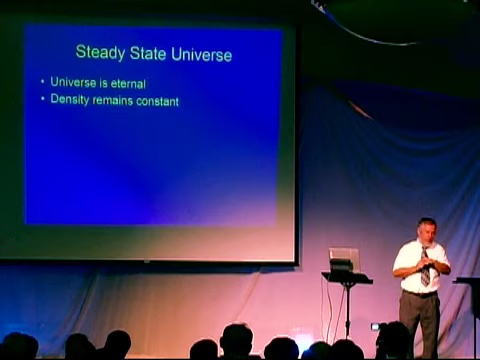 Steady State Universe
• Universe is eternal
• Density remains constant